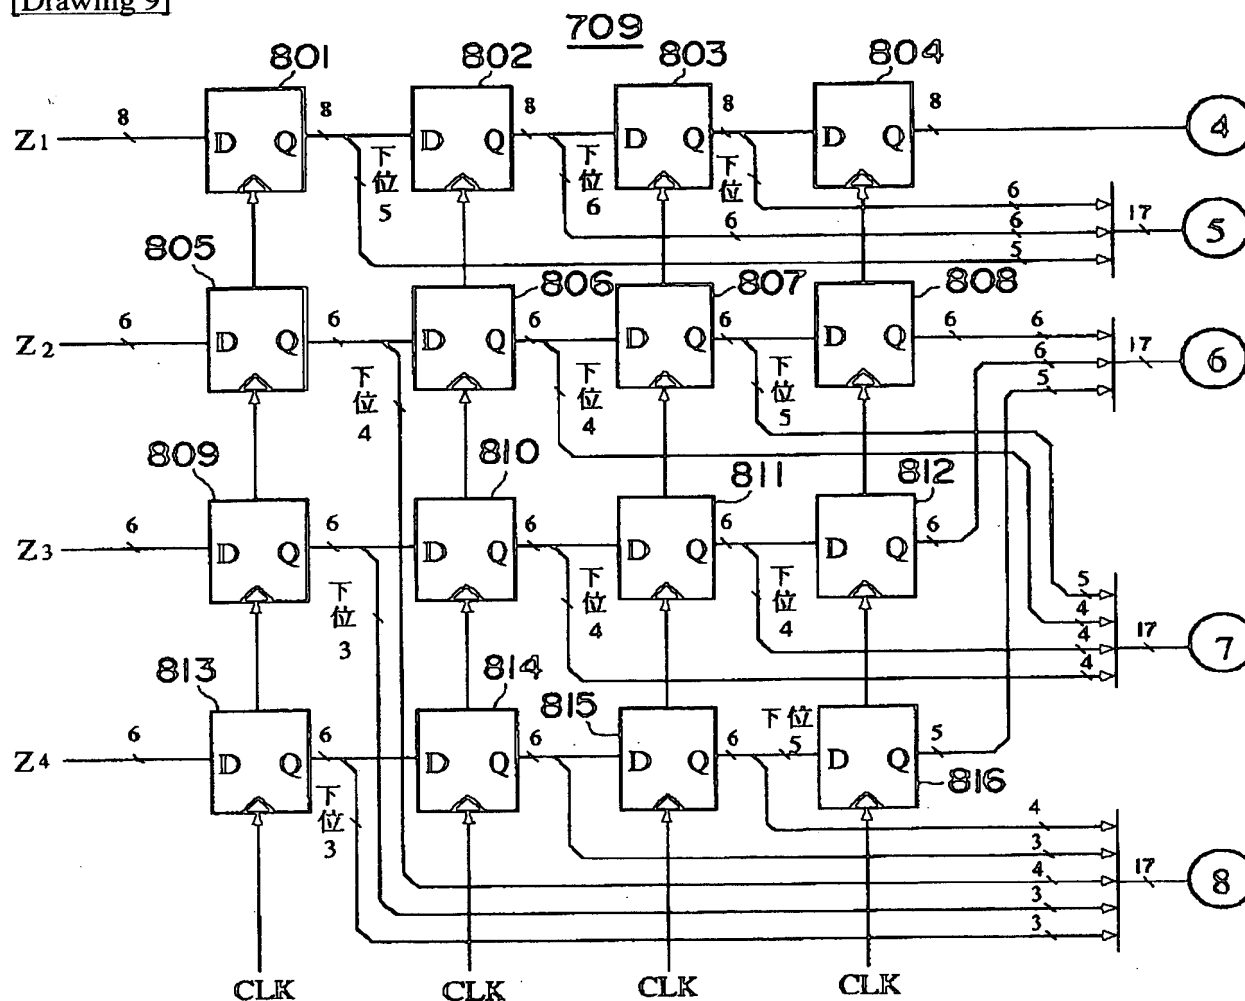 [Drawing 9]
709
801 802 803 804
8 8 8 8 8
Z1 D Q D Q D Q D Q 4
下位5 下位6 下位
6
6 6 17 5
5
805 806 807 808
6 6 6 6 6 6
Z2 D Q D Q D Q D Q 6 17 6
5
下位4 下位4 下位5
809 810 811 812
6 6 6 6 6
Z3 D Q D Q D Q D Q
下位3 下位4 下位4
5
4
4 17 7
4
813 814 815 816
6 6 6 6 下位5 5
Z4 D Q D Q D Q D Q
下位3
4
3
4 17 8
3
3
CLK CLK CLK CLK